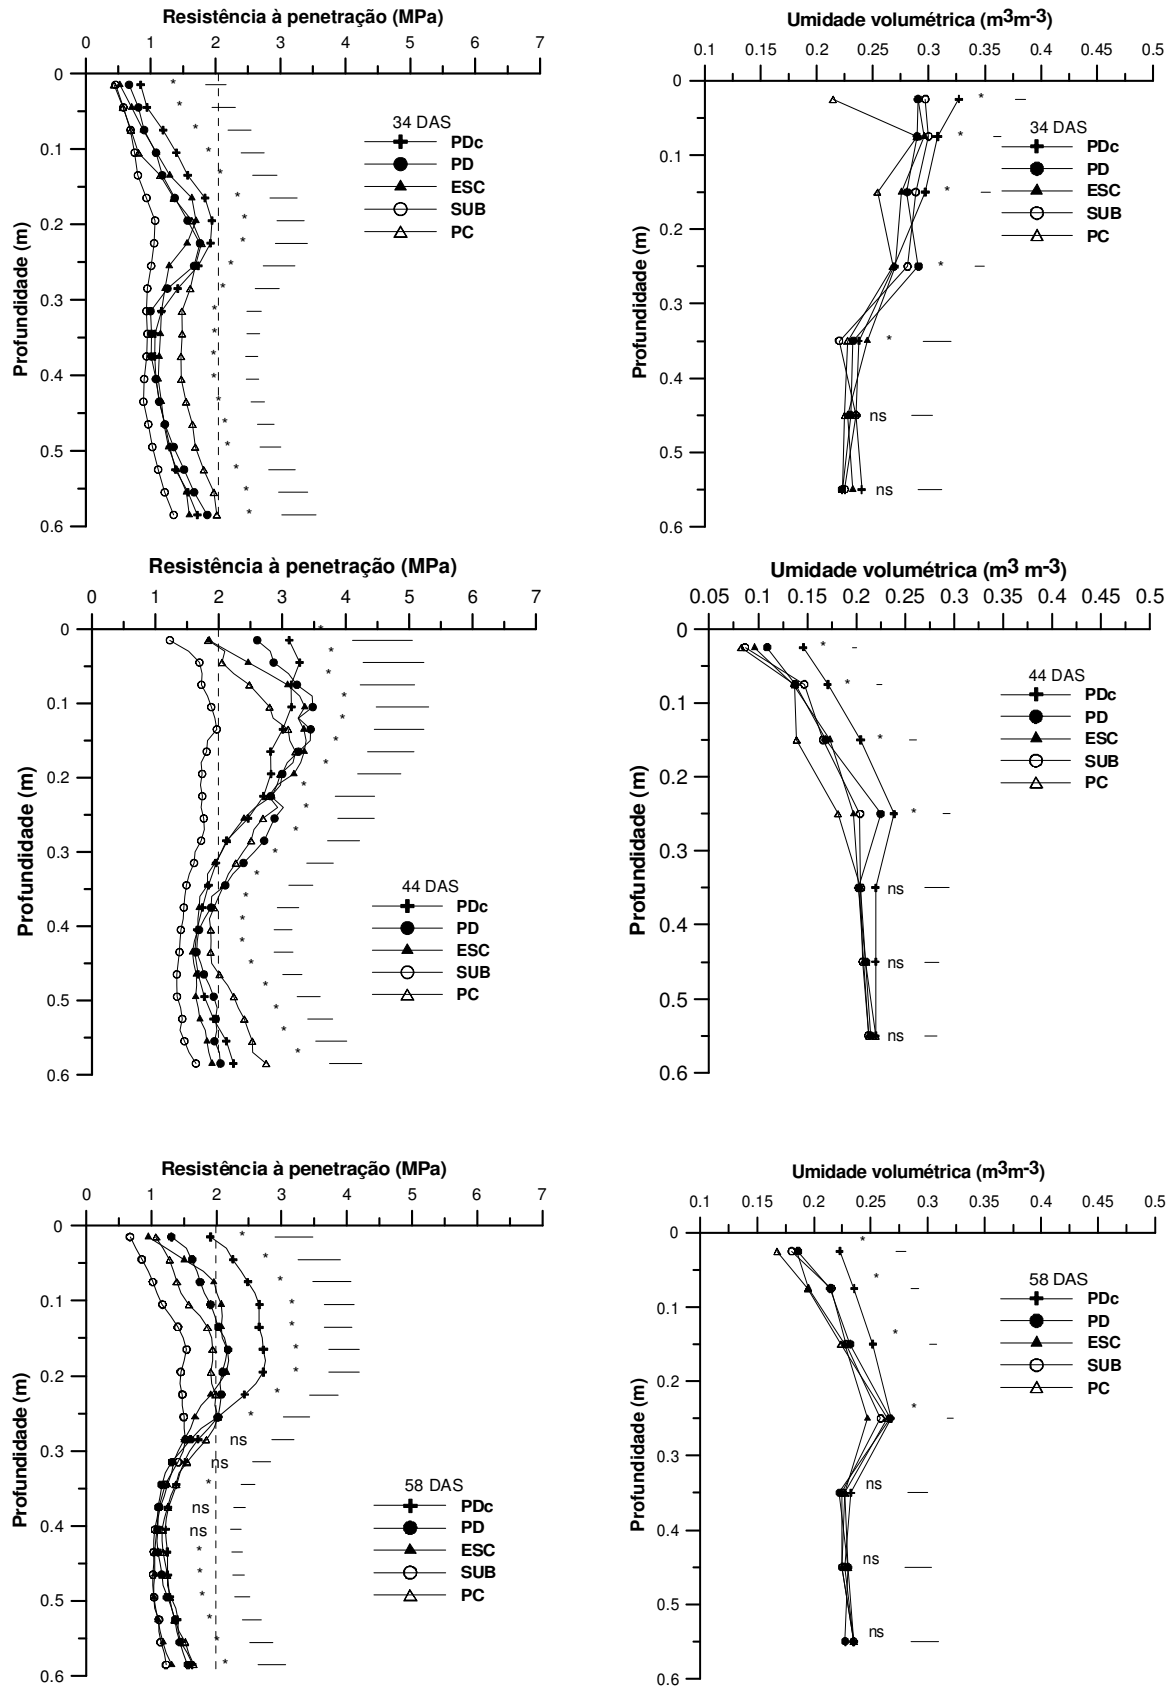 Resistência à penetração (MPa)
0 1 2 3 4 5 6 7
0
0.1
0.2
0.3
0.4
0.5
0.6
Profundidade (m)
34 DAS
PDc
PD
ESC
SUB
PC
* * * * * * * * * * * * * * * * * * * *
Umidade volumétrica (m3m-3)
0.1 0.15 0.2 0.25 0.3 0.35 0.4 0.45 0.5
0
0.1
0.2
0.3
0.4
0.5
0.6
Profundidade (m)
34 DAS
PDc
PD
ESC
SUB
PC
*
*
*
*
*
ns
ns
Resistência à penetração (MPa)
0 1 2 3 4 5 6 7
0
0.1
0.2
0.3
0.4
0.5
0.6
Profundidade (m)
44 DAS
PDc
PD
ESC
SUB
PC
* * * * * * * * * * * * * * * * * * * *
Umidade volumétrica (m3 m-3)
0.05 0.1 0.15 0.2 0.25 0.3 0.35 0.4 0.45 0.5
0
0.1
0.2
0.3
0.4
0.5
0.6
Profundidade (m)
44 DAS
PDc
PD
ESC
SUB
PC
*
*
*
*
ns
ns
ns
Resistência à penetração (MPa)
0 1 2 3 4 5 6 7
0
0.1
0.2
0.3
0.4
0.5
0.6
Profundidade (m)
58 DAS
PDc
PD
ESC
SUB
PC
*
*
*
*
*
*
*
*
*
ns
ns
*
ns
ns
*
*
*
*
*
*
Umidade volumétrica (m3m-3)
0.1 0.15 0.2 0.25 0.3 0.35 0.4 0.45 0.5
0
0.1
0.2
0.3
0.4
0.5
0.6
Profundidade (m)
58 DAS
PDc
PD
ESC
SUB
PC
*
*
*
*
ns
ns
ns